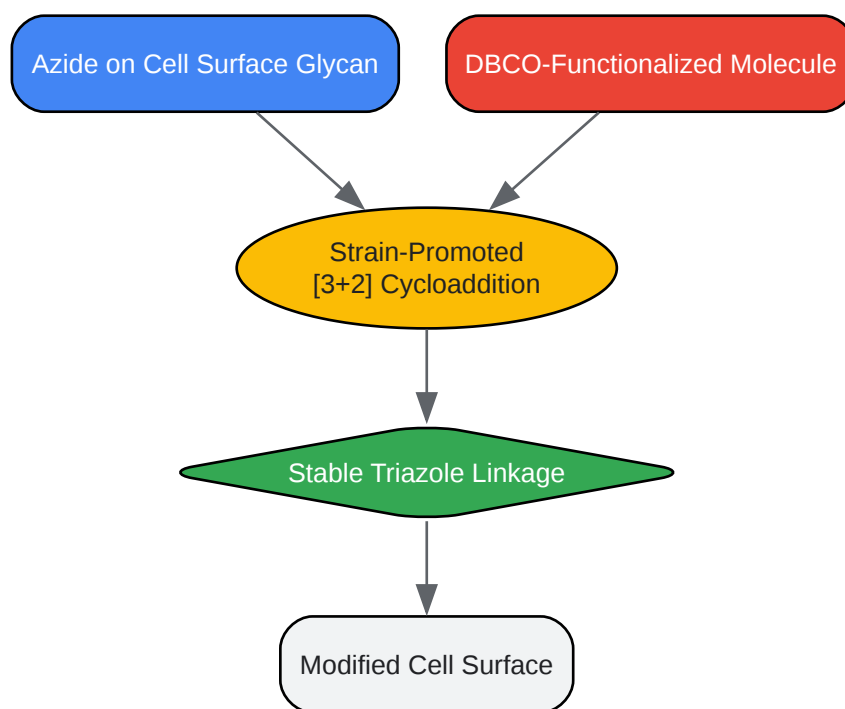 Azide on Cell Surface Glycan
DBCO-Functionalized Molecule
Strain-Promoted
[3+2] Cycloaddition
Stable Triazole Linkage
Modified Cell Surface